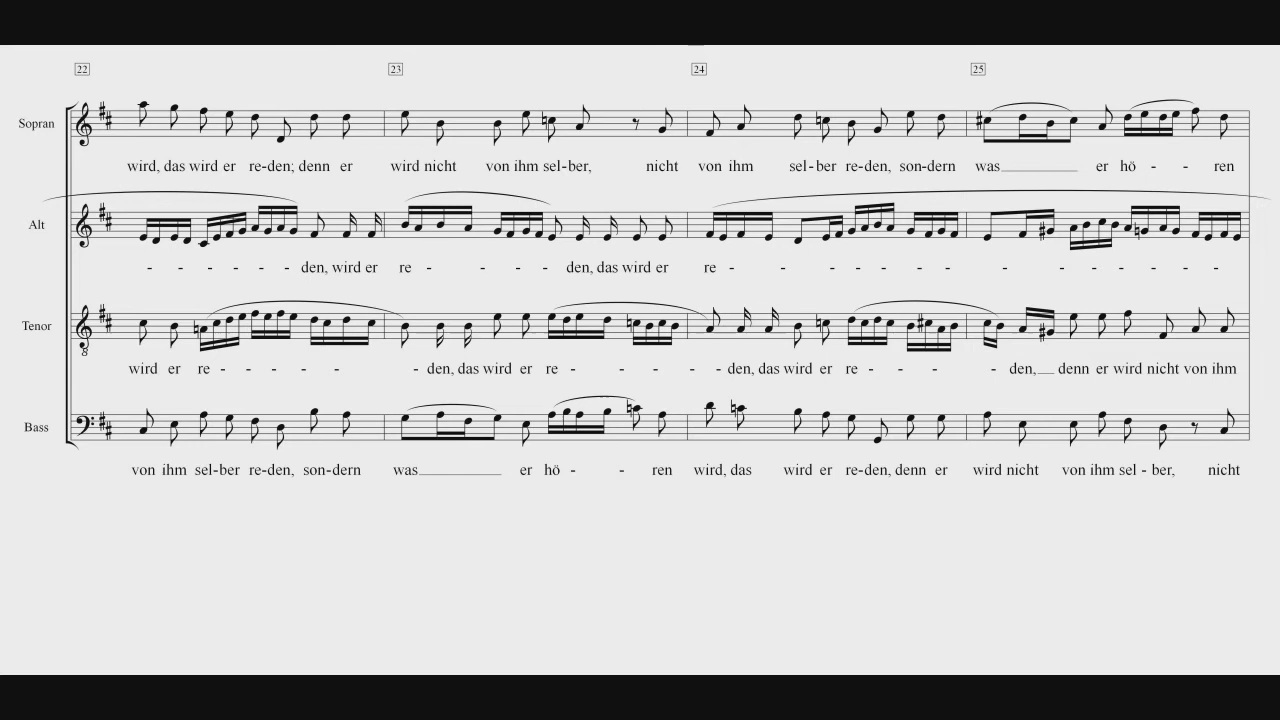 22 23 24 25
Sopran
wird, das wird er re-den; denn er wird nicht von ihm sel-ber, nicht von ihm sel-ber re-den, son-dern was er hö - - ren
Alt
- - - - - - den, wird er re - - - - den, das wird er re - - - - - - - - - - - - -
Tenor
wird er re - - - - - - den, das wird er re - - - - - - den, das wird er re - - - - den, denn er wird nicht von ihm
Bass
von ihm sel-ber re-den, son-dern was er hö - - ren wird, das wird er re-den, denn er wird nicht von ihm sel-ber, nicht
8